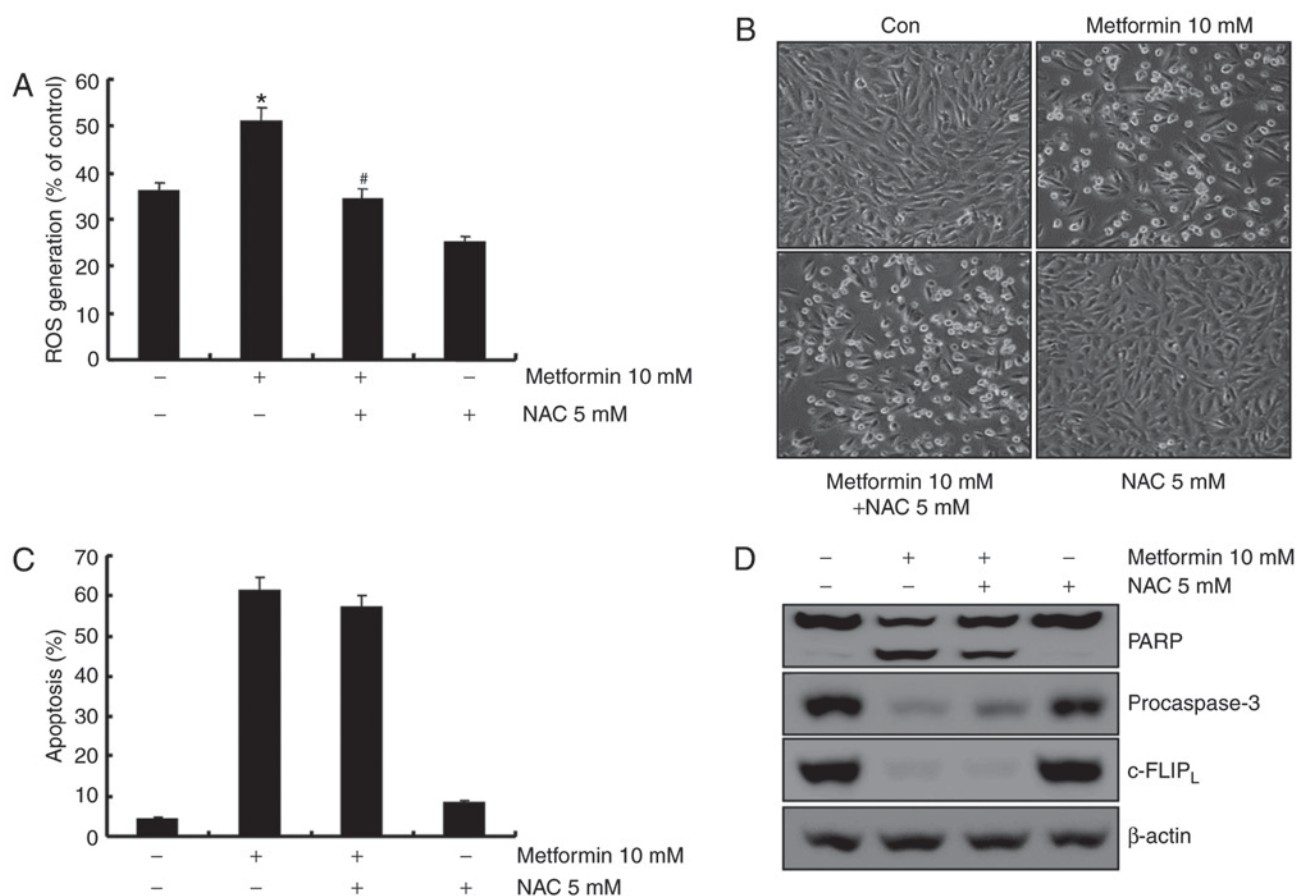 A
ROS generation (% of control)
60
50
40
30
20
10
0
*
#
– + + – Metformin 10 mM
– – + + NAC 5 mM
B
Con
Metformin 10 mM
Metformin 10 mM
+NAC 5 mM
NAC 5 mM
C
Apoptosis (%)
70
60
50
40
30
20
10
0
– + + – Metformin 10 mM
– – + + NAC 5 mM
D
– + + – Metformin 10 mM
– – + + NAC 5 mM
PARP
Procaspase-3
c-FLIPL
β-actin